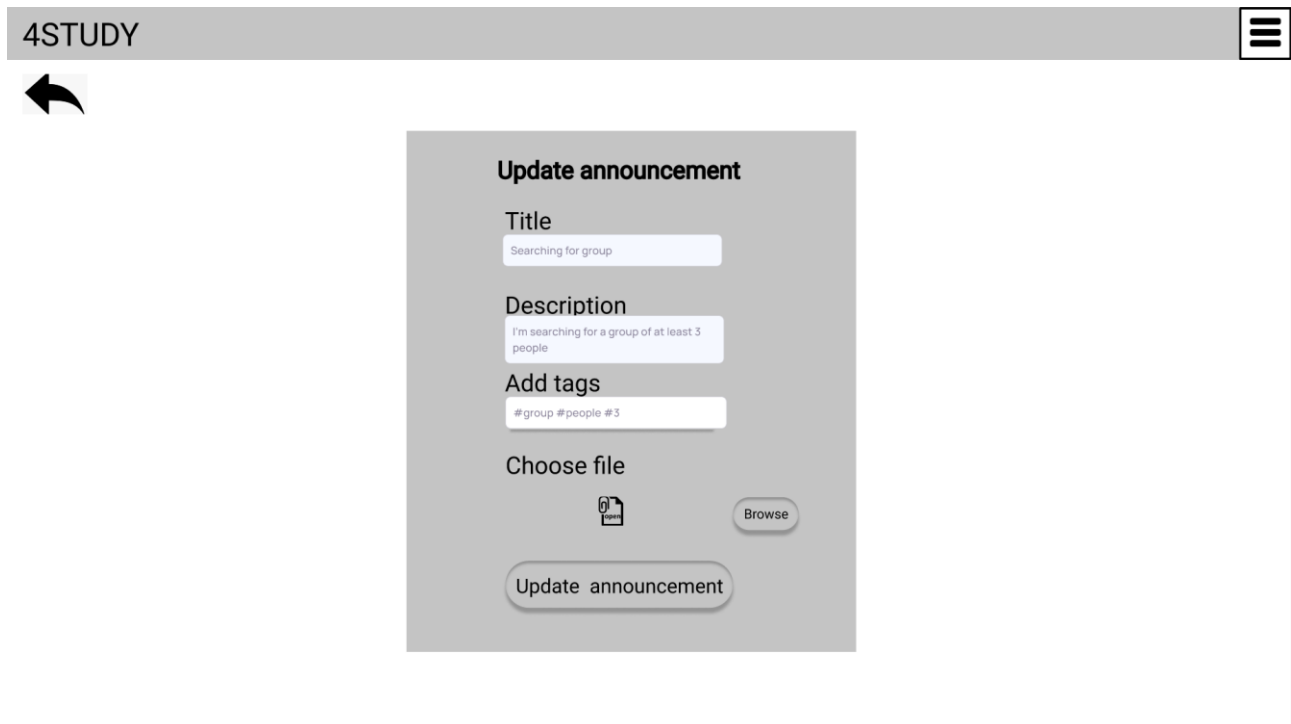 4STUDY
Update announcement
Title
Searching for group
Description
I'm searching for a group of at least 3
people
Add tags
#group #people #3
Choose file
open
Browse
Update announcement